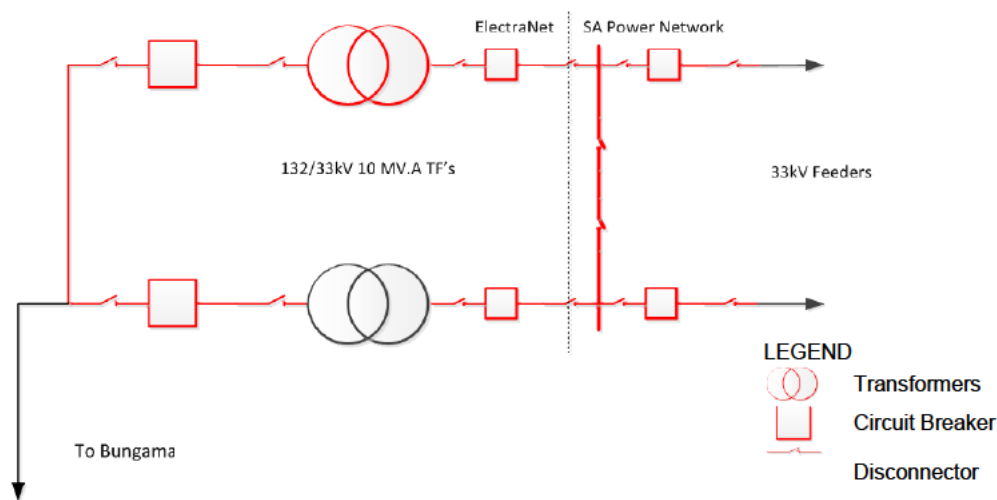 ElectraNet
SA Power Network
132/33kV 10 MV.A TF's
33kV Feeders
LEGEND
Transformers
Circuit Breaker
Disconnector
To Bungama